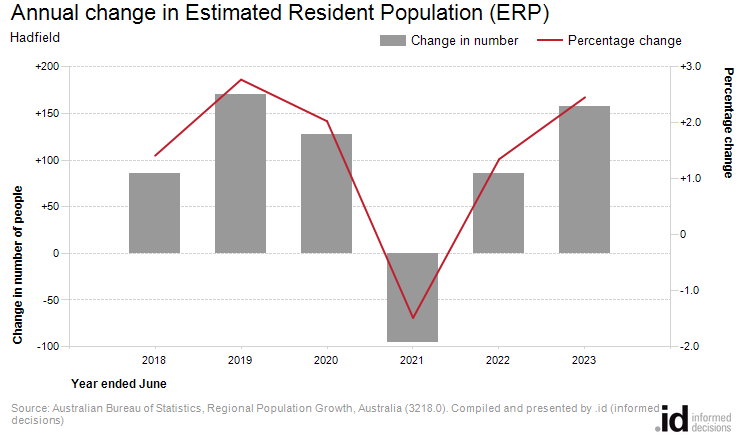 Annual change in Estimated Resident Population (ERP)
Hadfield
Change in number
Percentage change
+200
+150
+100
+50
0
-50
-100
Change in number of people
+3.0
+2.0
+1.0
0
-1.0
-2.0
Percentage change
2018 2019 2020 2021 2022 2023
Year ended June
Source: Australian Bureau of Statistics, Regional Population Growth, Australia (3218.0). Compiled and presented by .id (informed
decisions)
.id informed
decisions